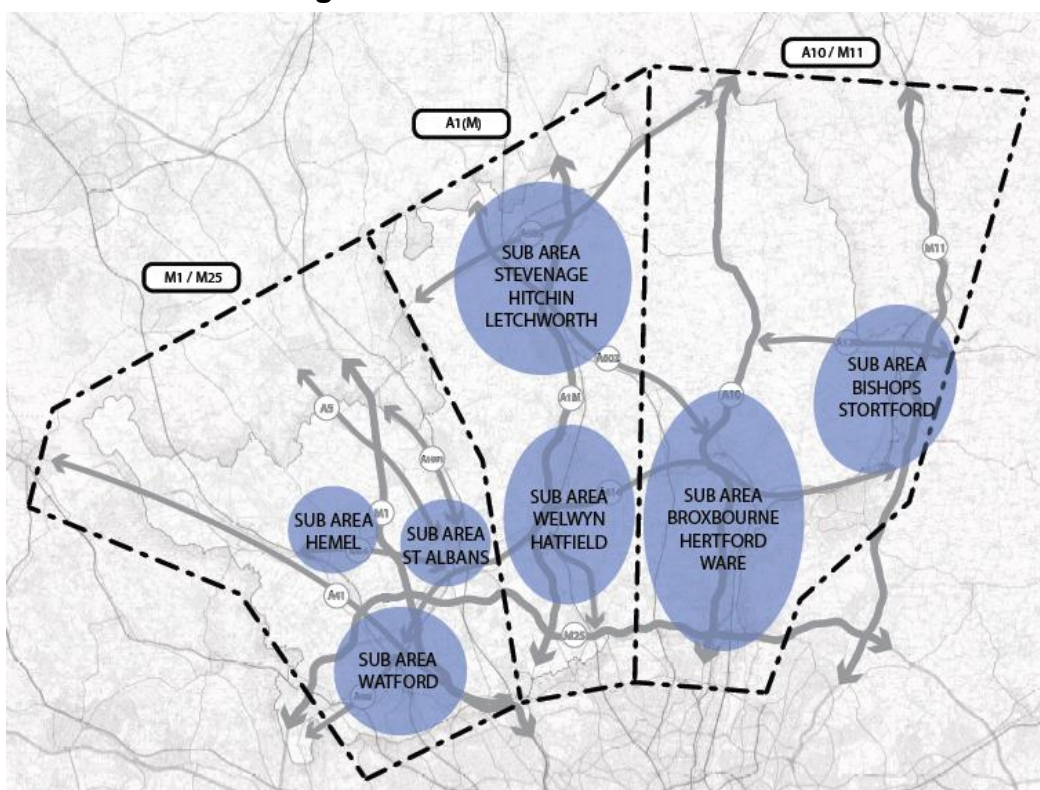 A10 / M11
A1(M)
M1 / M25
SUB AREA
STEVENAGE
HITCHIN
LETCHWORTH
M11
SUB AREA
BISHOPS
STORTFORD
A5
A1M
A10
M1
SUB AREA
HEMEL
SUB AREA
ST ALBANS
SUB AREA
WELWYN
HATFIELD
SUB AREA
BROXBOURNE
HERTFORD
WARE
A41
M25
SUB AREA
WATFORD